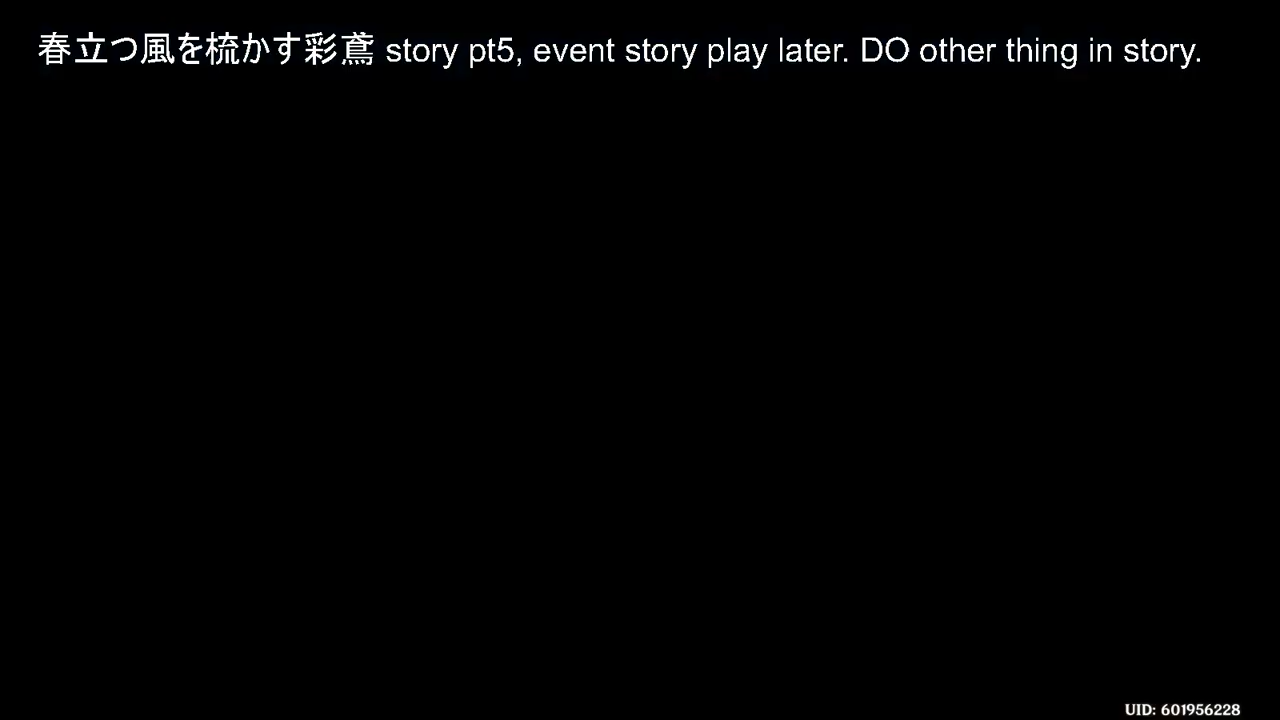 春立つ風を梳かす彩鳶 story pt5, event story play later. DO other thing in story.
UID: 601956228